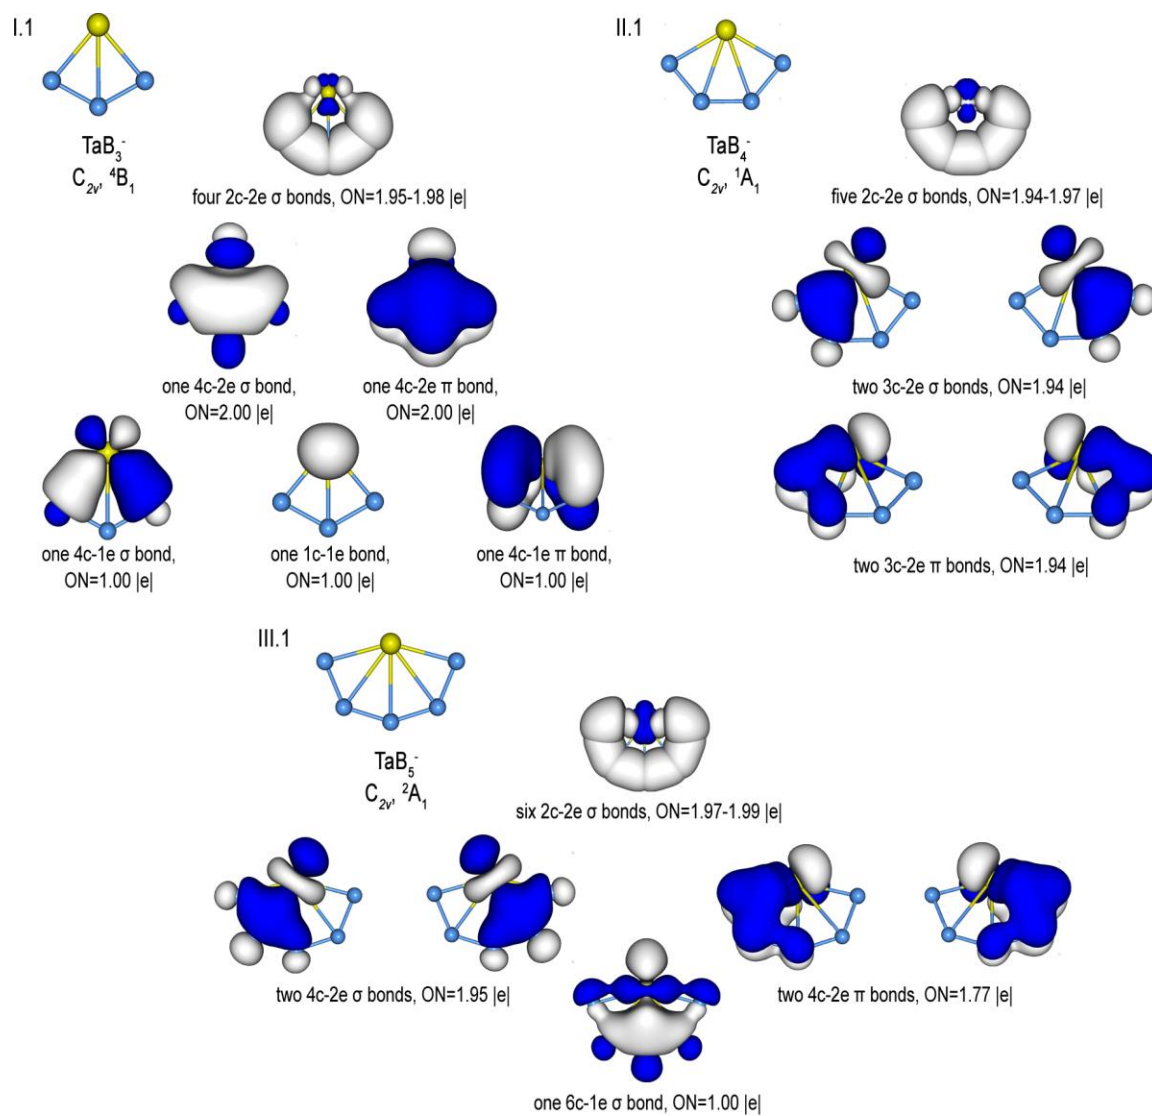 I.1
TaB₃⁻
C₂ᵥ, ⁴B₁
four 2c-2e σ bonds, ON=1.95-1.98 |e|
one 4c-2e σ bond,
ON=2.00 |e|
one 4c-2e π bond,
ON=2.00 |e|
one 4c-1e σ bond,
ON=1.00 |e|
one 1c-1e bond,
ON=1.00 |e|
one 4c-1e π bond,
ON=1.00 |e|
II.1
TaB₄⁻
C₂ᵥ, ¹A₁
five 2c-2e σ bonds, ON=1.94-1.97 |e|
two 3c-2e σ bonds, ON=1.94 |e|
two 3c-2e π bonds, ON=1.94 |e|
III.1
TaB₅⁻
C₂ᵥ, ²A₁
six 2c-2e σ bonds, ON=1.97-1.99 |e|
two 4c-2e σ bonds, ON=1.95 |e|
two 4c-2e π bonds, ON=1.77 |e|
one 6c-1e σ bond, ON=1.00 |e|